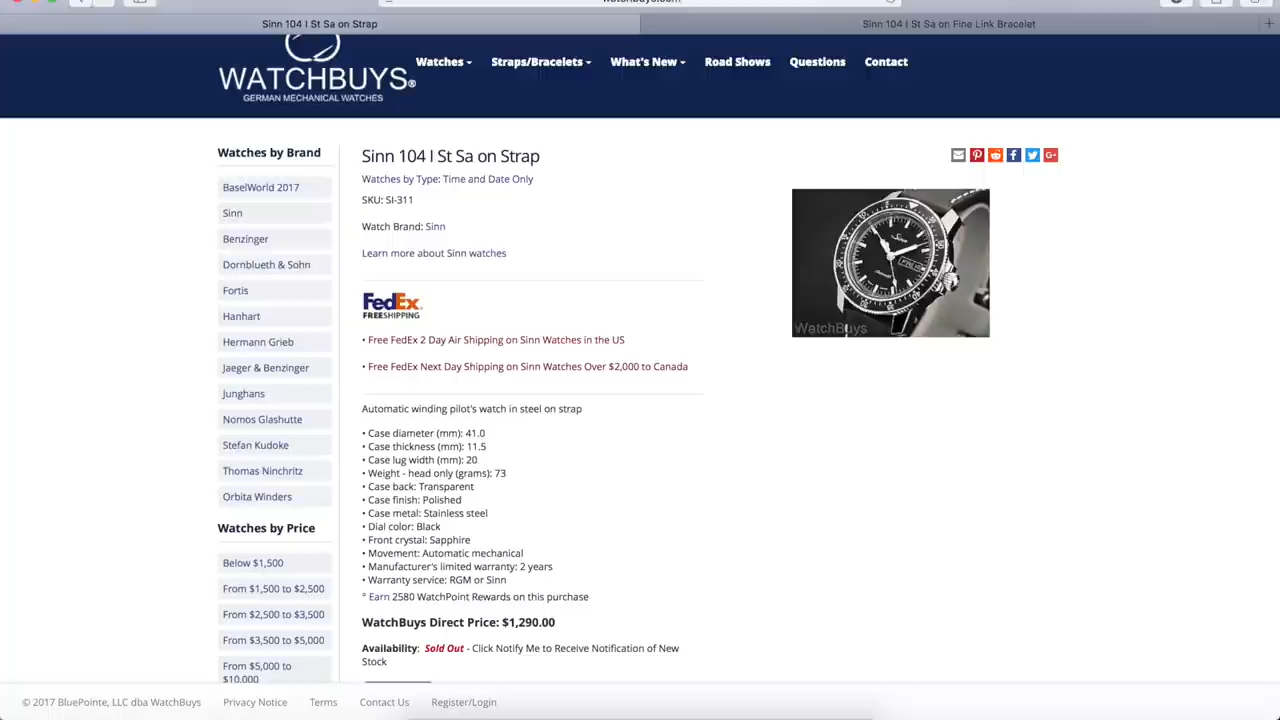 Sinn 104 I St Sa on Strap
Sinn 104 I St Sa on Fine Link Bracelet
WATCHBUYS®
GERMAN MECHANICAL WATCHES
Watches
Straps/Bracelets
What's New
Road Shows
Questions
Contact
Watches by Brand
BaselWorld 2017
Sinn
Benzinger
Dornblueth & Sohn
Fortis
Hanhart
Hermann Grieb
Jaeger & Benzinger
Junghans
Nomos Glashutte
Stefan Kudoke
Thomas Ninchritz
Orbita Winders
Watches by Price
Below $1,500
From $1,500 to $2,500
From $2,500 to $3,500
From $3,500 to $5,000
From $5,000 to
$10,000
Sinn 104 I St Sa on Strap
Watches by Type: Time and Date Only
SKU: SI-311
Watch Brand: Sinn
Learn more about Sinn watches
FedEx
FREESHIPPING
• Free FedEx 2 Day Air Shipping on Sinn Watches in the US
• Free FedEx Next Day Shipping on Sinn Watches Over $2,000 to Canada
Automatic winding pilot's watch in steel on strap
• Case diameter (mm): 41.0
• Case thickness (mm): 11.5
• Case lug width (mm): 20
• Weight - head only (grams): 73
• Case back: Transparent
• Case finish: Polished
• Case metal: Stainless steel
• Dial color: Black
• Front crystal: Sapphire
• Movement: Automatic mechanical
• Manufacturer's limited warranty: 2 years
• Warranty service: RGM or Sinn
° Earn 2580 WatchPoint Rewards on this purchase
WatchBuys Direct Price: $1,290.00
Availability: Sold Out - Click Notify Me to Receive Notification of New
Stock
Sinn
WatchBuys
© 2017 BluePointe, LLC dba WatchBuys
Privacy Notice
Terms
Contact Us
Register/Login